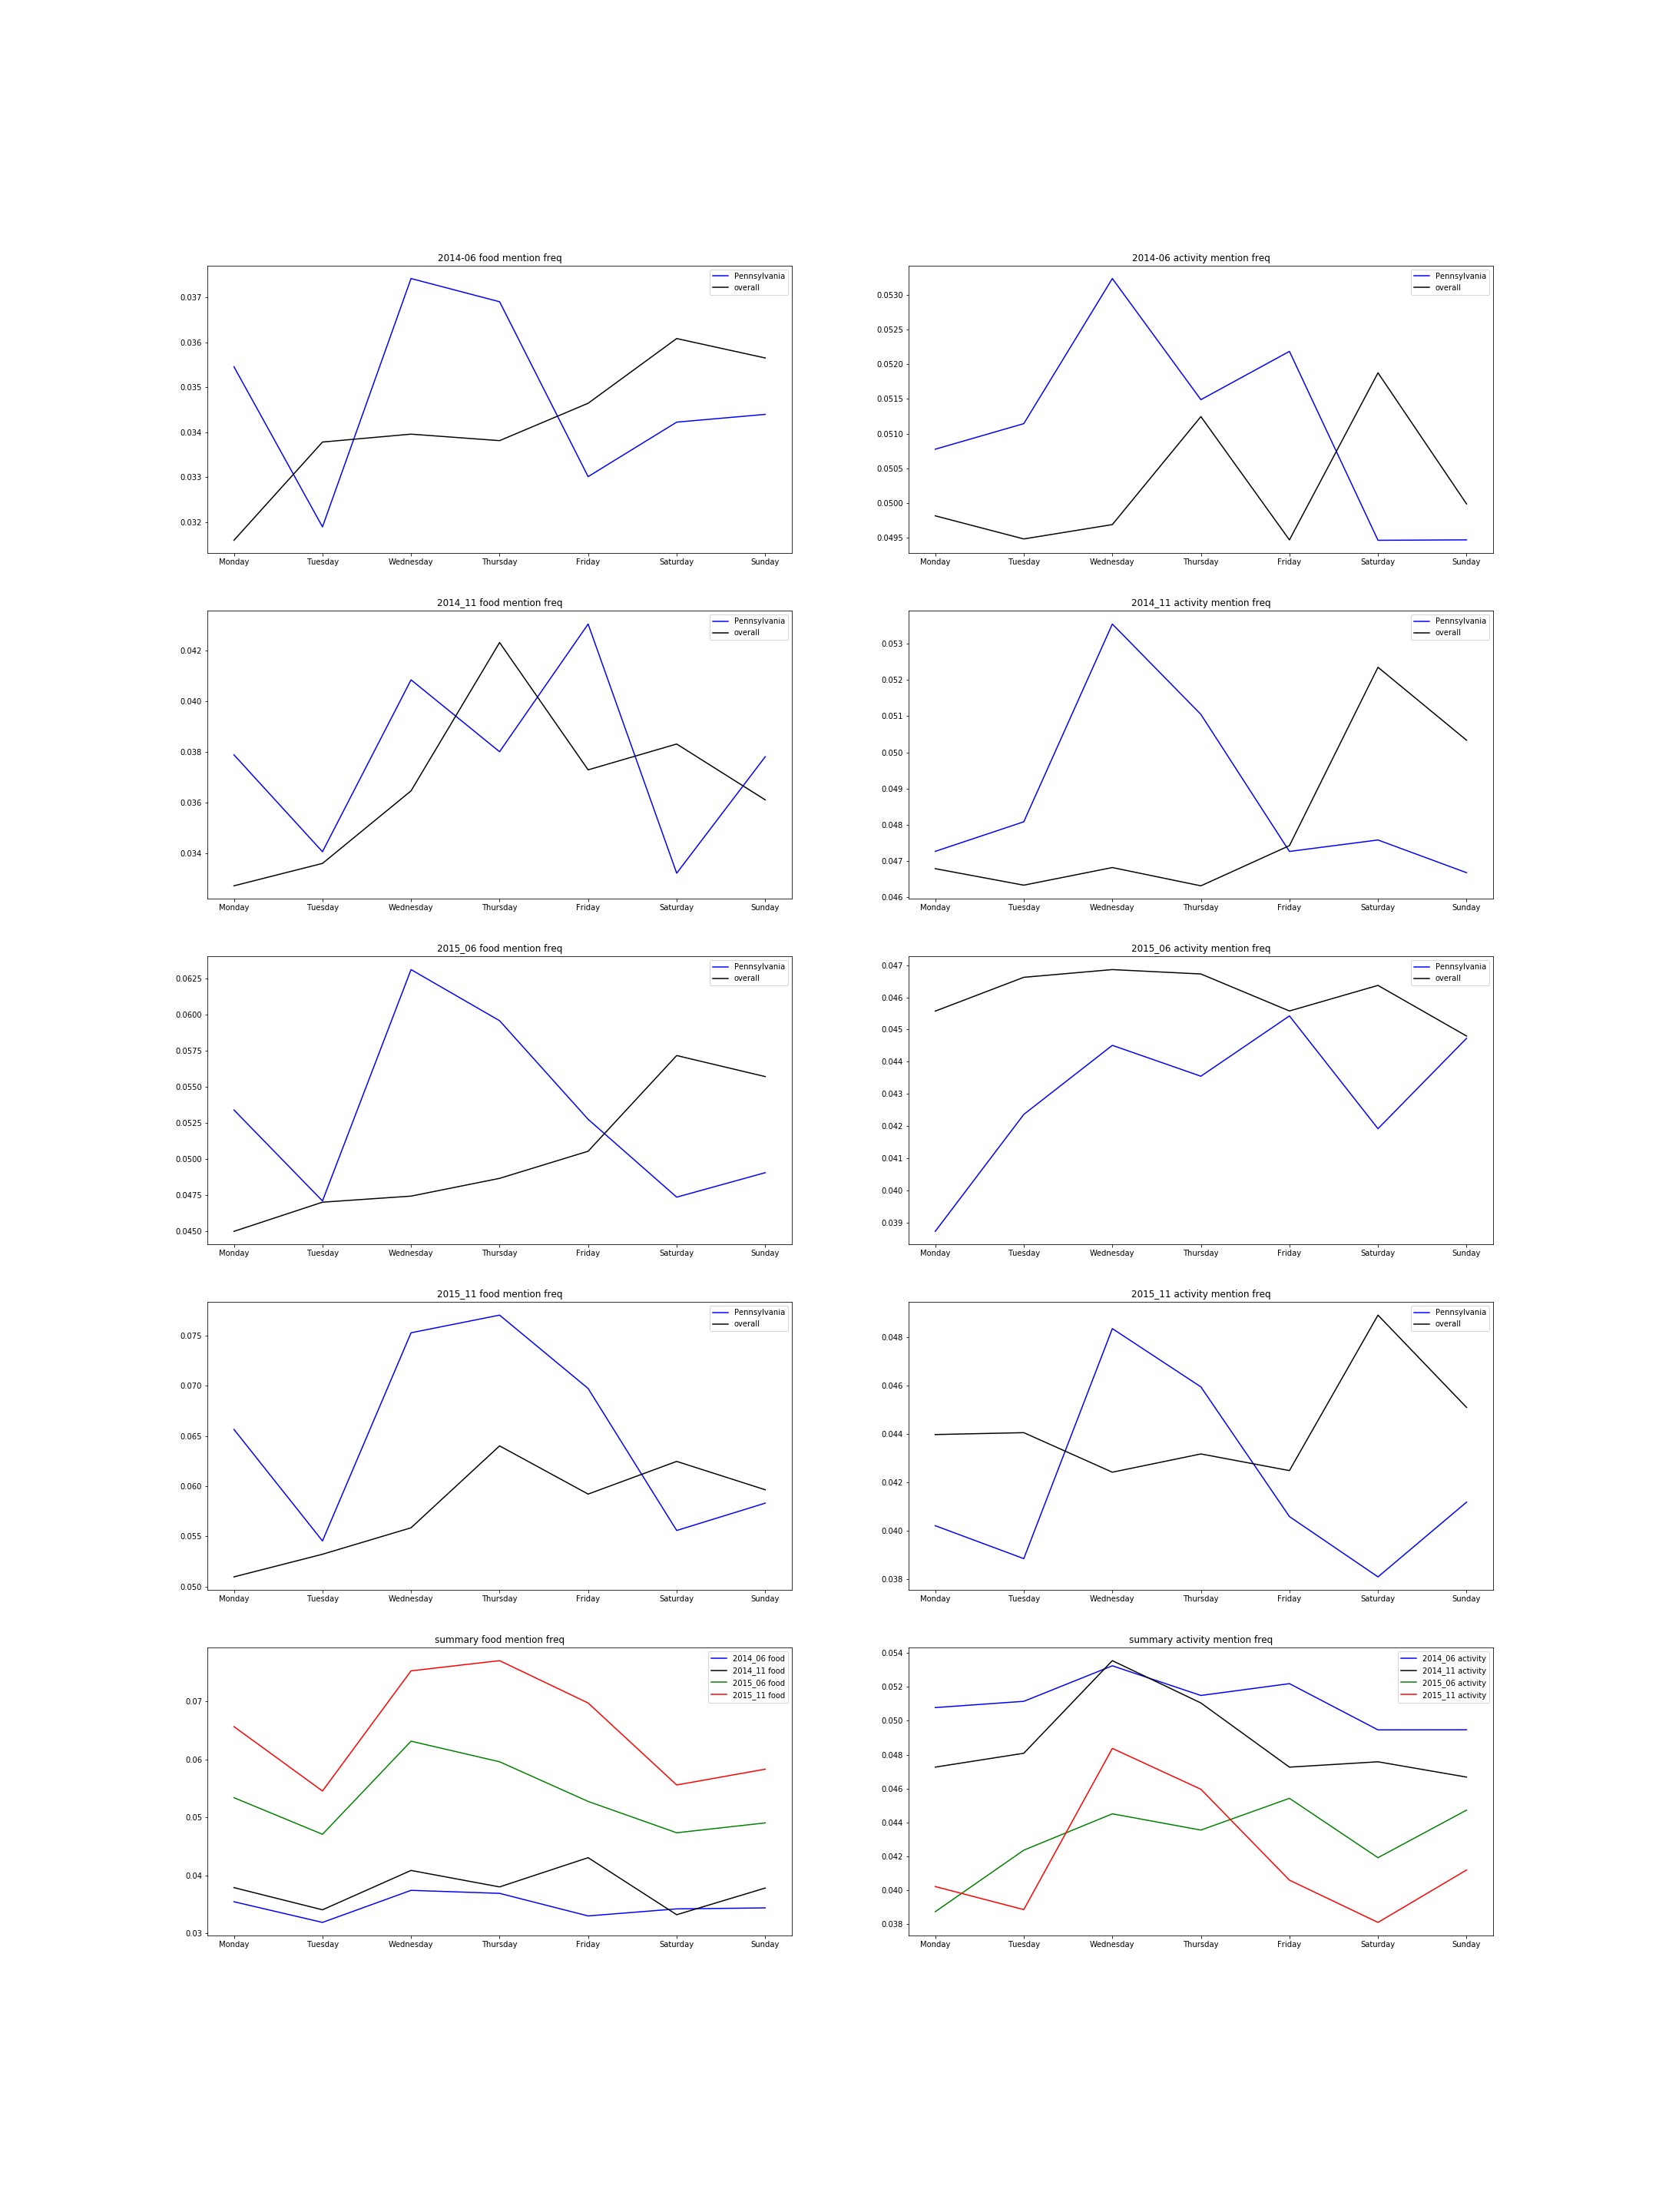 2014-06 food mention freq
Pennsylvania
overall
0.037
0.036
0.035
0.034
0.033
0.032
Monday Tuesday Wednesday Thursday Friday Saturday Sunday
2014-06 activity mention freq
Pennsylvania
overall
0.0530
0.0525
0.0520
0.0515
0.0510
0.0505
0.0500
0.0495
Monday Tuesday Wednesday Thursday Friday Saturday Sunday
2014_11 food mention freq
Pennsylvania
overall
0.042
0.040
0.038
0.036
0.034
Monday Tuesday Wednesday Thursday Friday Saturday Sunday
2014_11 activity mention freq
Pennsylvania
overall
0.053
0.052
0.051
0.050
0.049
0.048
0.047
0.046
Monday Tuesday Wednesday Thursday Friday Saturday Sunday
2015_06 food mention freq
Pennsylvania
overall
0.0625
0.0600
0.0575
0.0550
0.0525
0.0500
0.0475
0.0450
Monday Tuesday Wednesday Thursday Friday Saturday Sunday
2015_06 activity mention freq
Pennsylvania
overall
0.047
0.046
0.045
0.044
0.043
0.042
0.041
0.040
0.039
Monday Tuesday Wednesday Thursday Friday Saturday Sunday
2015_11 food mention freq
Pennsylvania
overall
0.075
0.070
0.065
0.060
0.055
0.050
Monday Tuesday Wednesday Thursday Friday Saturday Sunday
2015_11 activity mention freq
Pennsylvania
overall
0.048
0.046
0.044
0.042
0.040
0.038
Monday Tuesday Wednesday Thursday Friday Saturday Sunday
summary food mention freq
2014_06 food
2014_11 food
2015_06 food
2015_11 food
0.07
0.06
0.05
0.04
0.03
Monday Tuesday Wednesday Thursday Friday Saturday Sunday
summary activity mention freq
2014_06 activity
2014_11 activity
2015_06 activity
2015_11 activity
0.054
0.052
0.050
0.048
0.046
0.044
0.042
0.040
0.038
Monday Tuesday Wednesday Thursday Friday Saturday Sunday